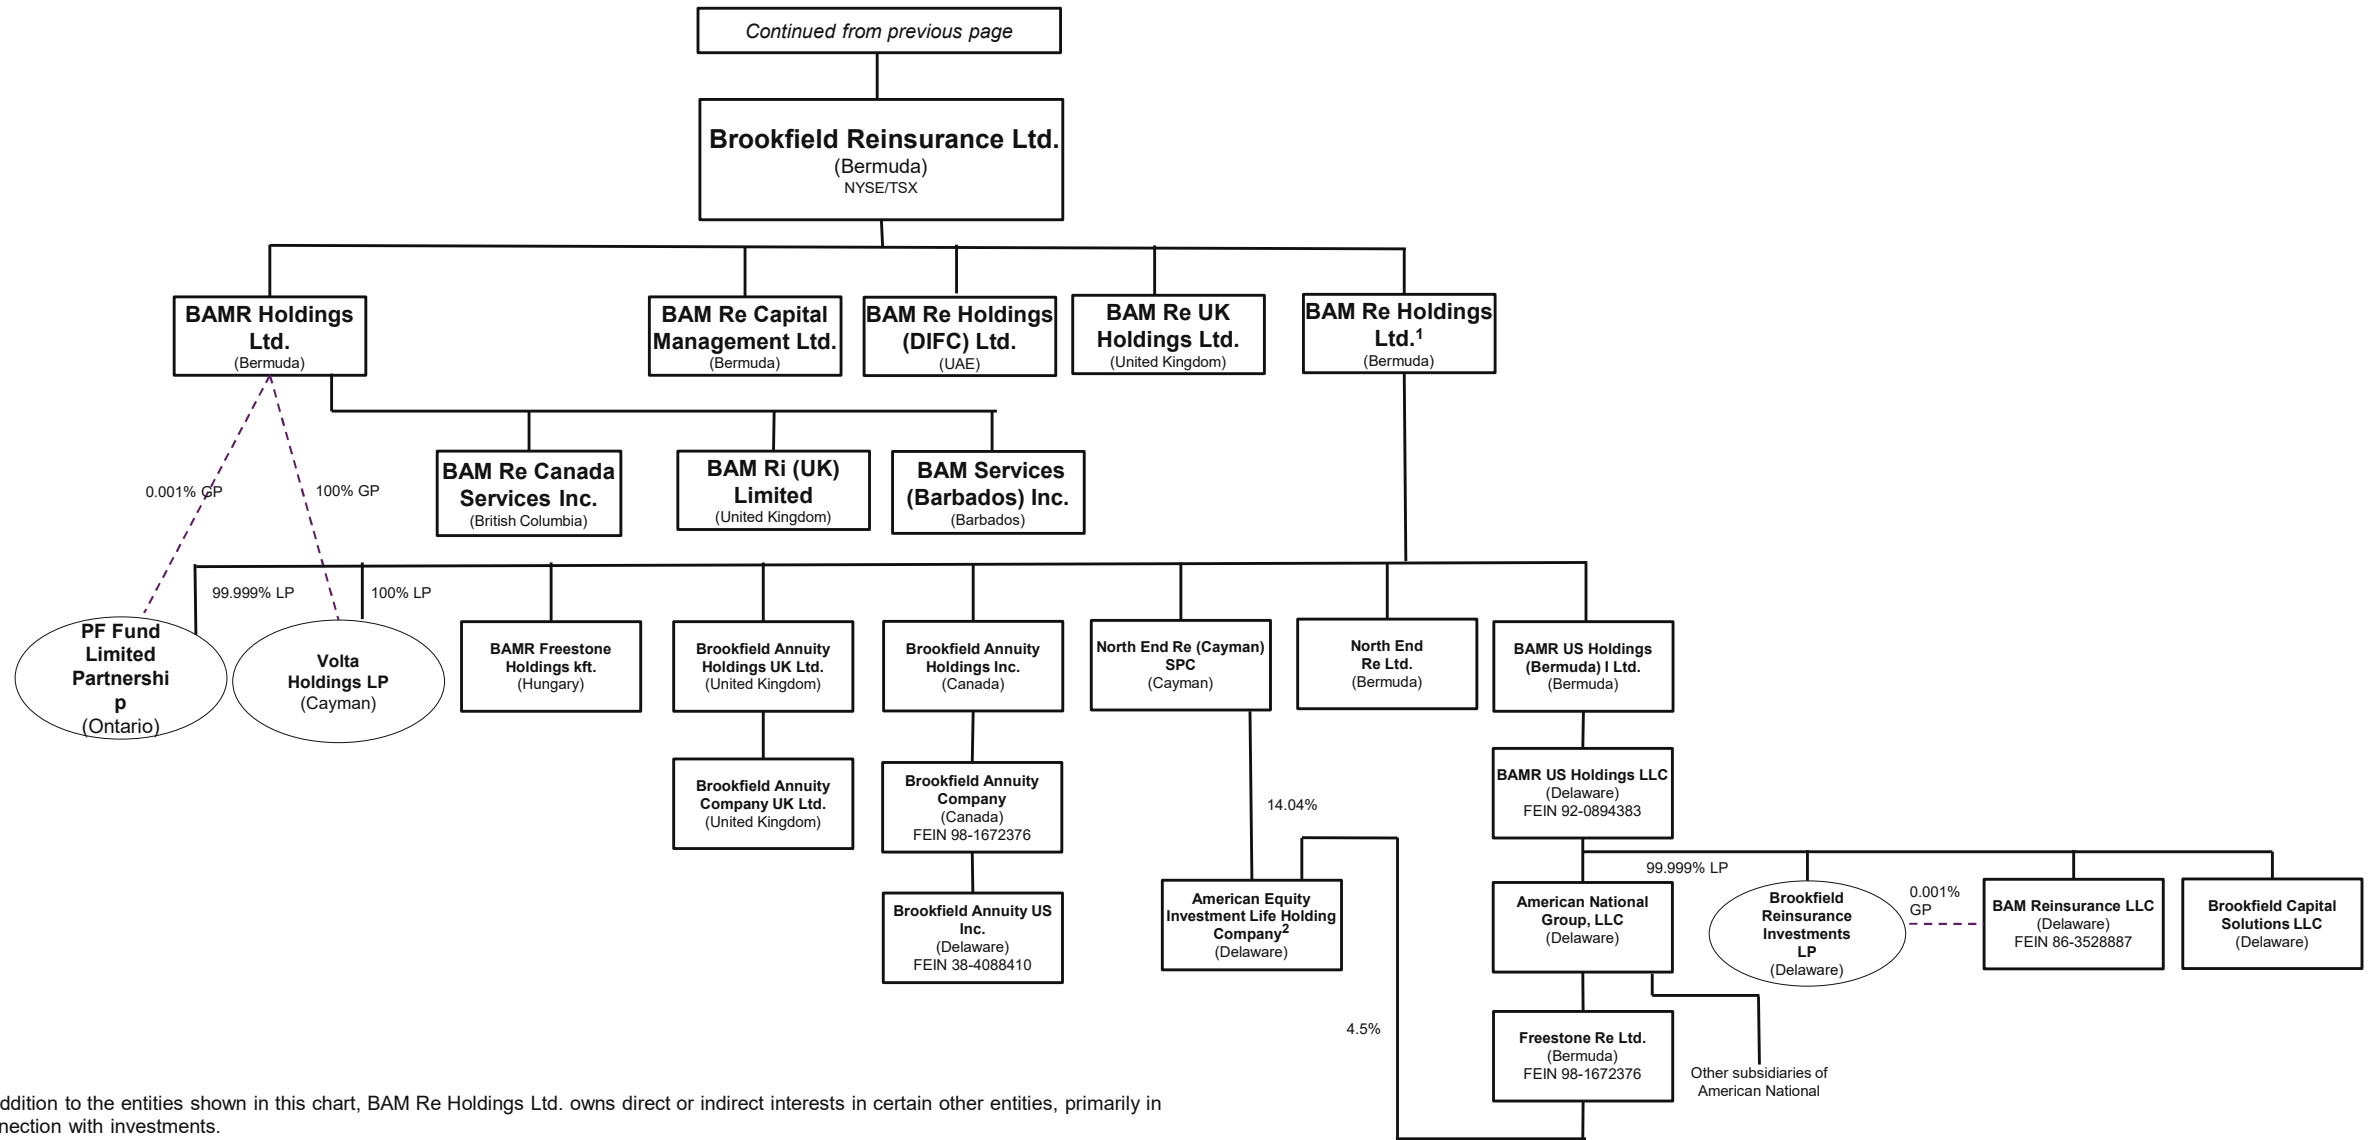 Continued from previous page
Brookfield Reinsurance Ltd.
(Bermuda)
NYSE/TSX
BAMR Holdings
Ltd.
(Bermuda)
BAM Re Capital
Management Ltd.
(Bermuda)
BAM Re Holdings
(DIFC) Ltd.
(UAE)
BAM Re UK
Holdings Ltd.
(United Kingdom)
BAM Re Holdings
Ltd.¹
(Bermuda)
0.001% GP
100% GP
BAM Re Canada
Services Inc.
(British Columbia)
BAM Ri (UK)
Limited
(United Kingdom)
BAM Services
(Barbados) Inc.
(Barbados)
99.999% LP
100% LP
PF Fund
Limited
Partnershi
p
(Ontario)
Volta
Holdings LP
(Cayman)
BAMR Freestone
Holdings kft.
(Hungary)
Brookfield Annuity
Holdings UK Ltd.
(United Kingdom)
Brookfield Annuity
Holdings Inc.
(Canada)
North End Re (Cayman)
SPC
(Cayman)
North End
Re Ltd.
(Bermuda)
BAMR US Holdings
(Bermuda) I Ltd.
(Bermuda)
Brookfield Annuity
Company UK Ltd.
(United Kingdom)
Brookfield Annuity
Company
(Canada)
FEIN 98-1672376
14.04%
BAMR US Holdings LLC
(Delaware)
FEIN 92-0894383
Brookfield Annuity US
Inc.
(Delaware)
FEIN 38-4088410
American Equity
Investment Life Holding
Company²
(Delaware)
American National
Group, LLC
(Delaware)
99.999% LP
Brookfield
Reinsurance
Investments
LP
(Delaware)
0.001%
GP
BAM Reinsurance LLC
(Delaware)
FEIN 86-3528887
Brookfield Capital
Solutions LLC
(Delaware)
4.5%
Freestone Re Ltd.
(Bermuda)
FEIN 98-1672376
Other subsidiaries of
American National
ddition to the entities shown in this chart, BAM Re Holdings Ltd. owns direct or indirect interests in certain other entities, primarily in
nection with investments.